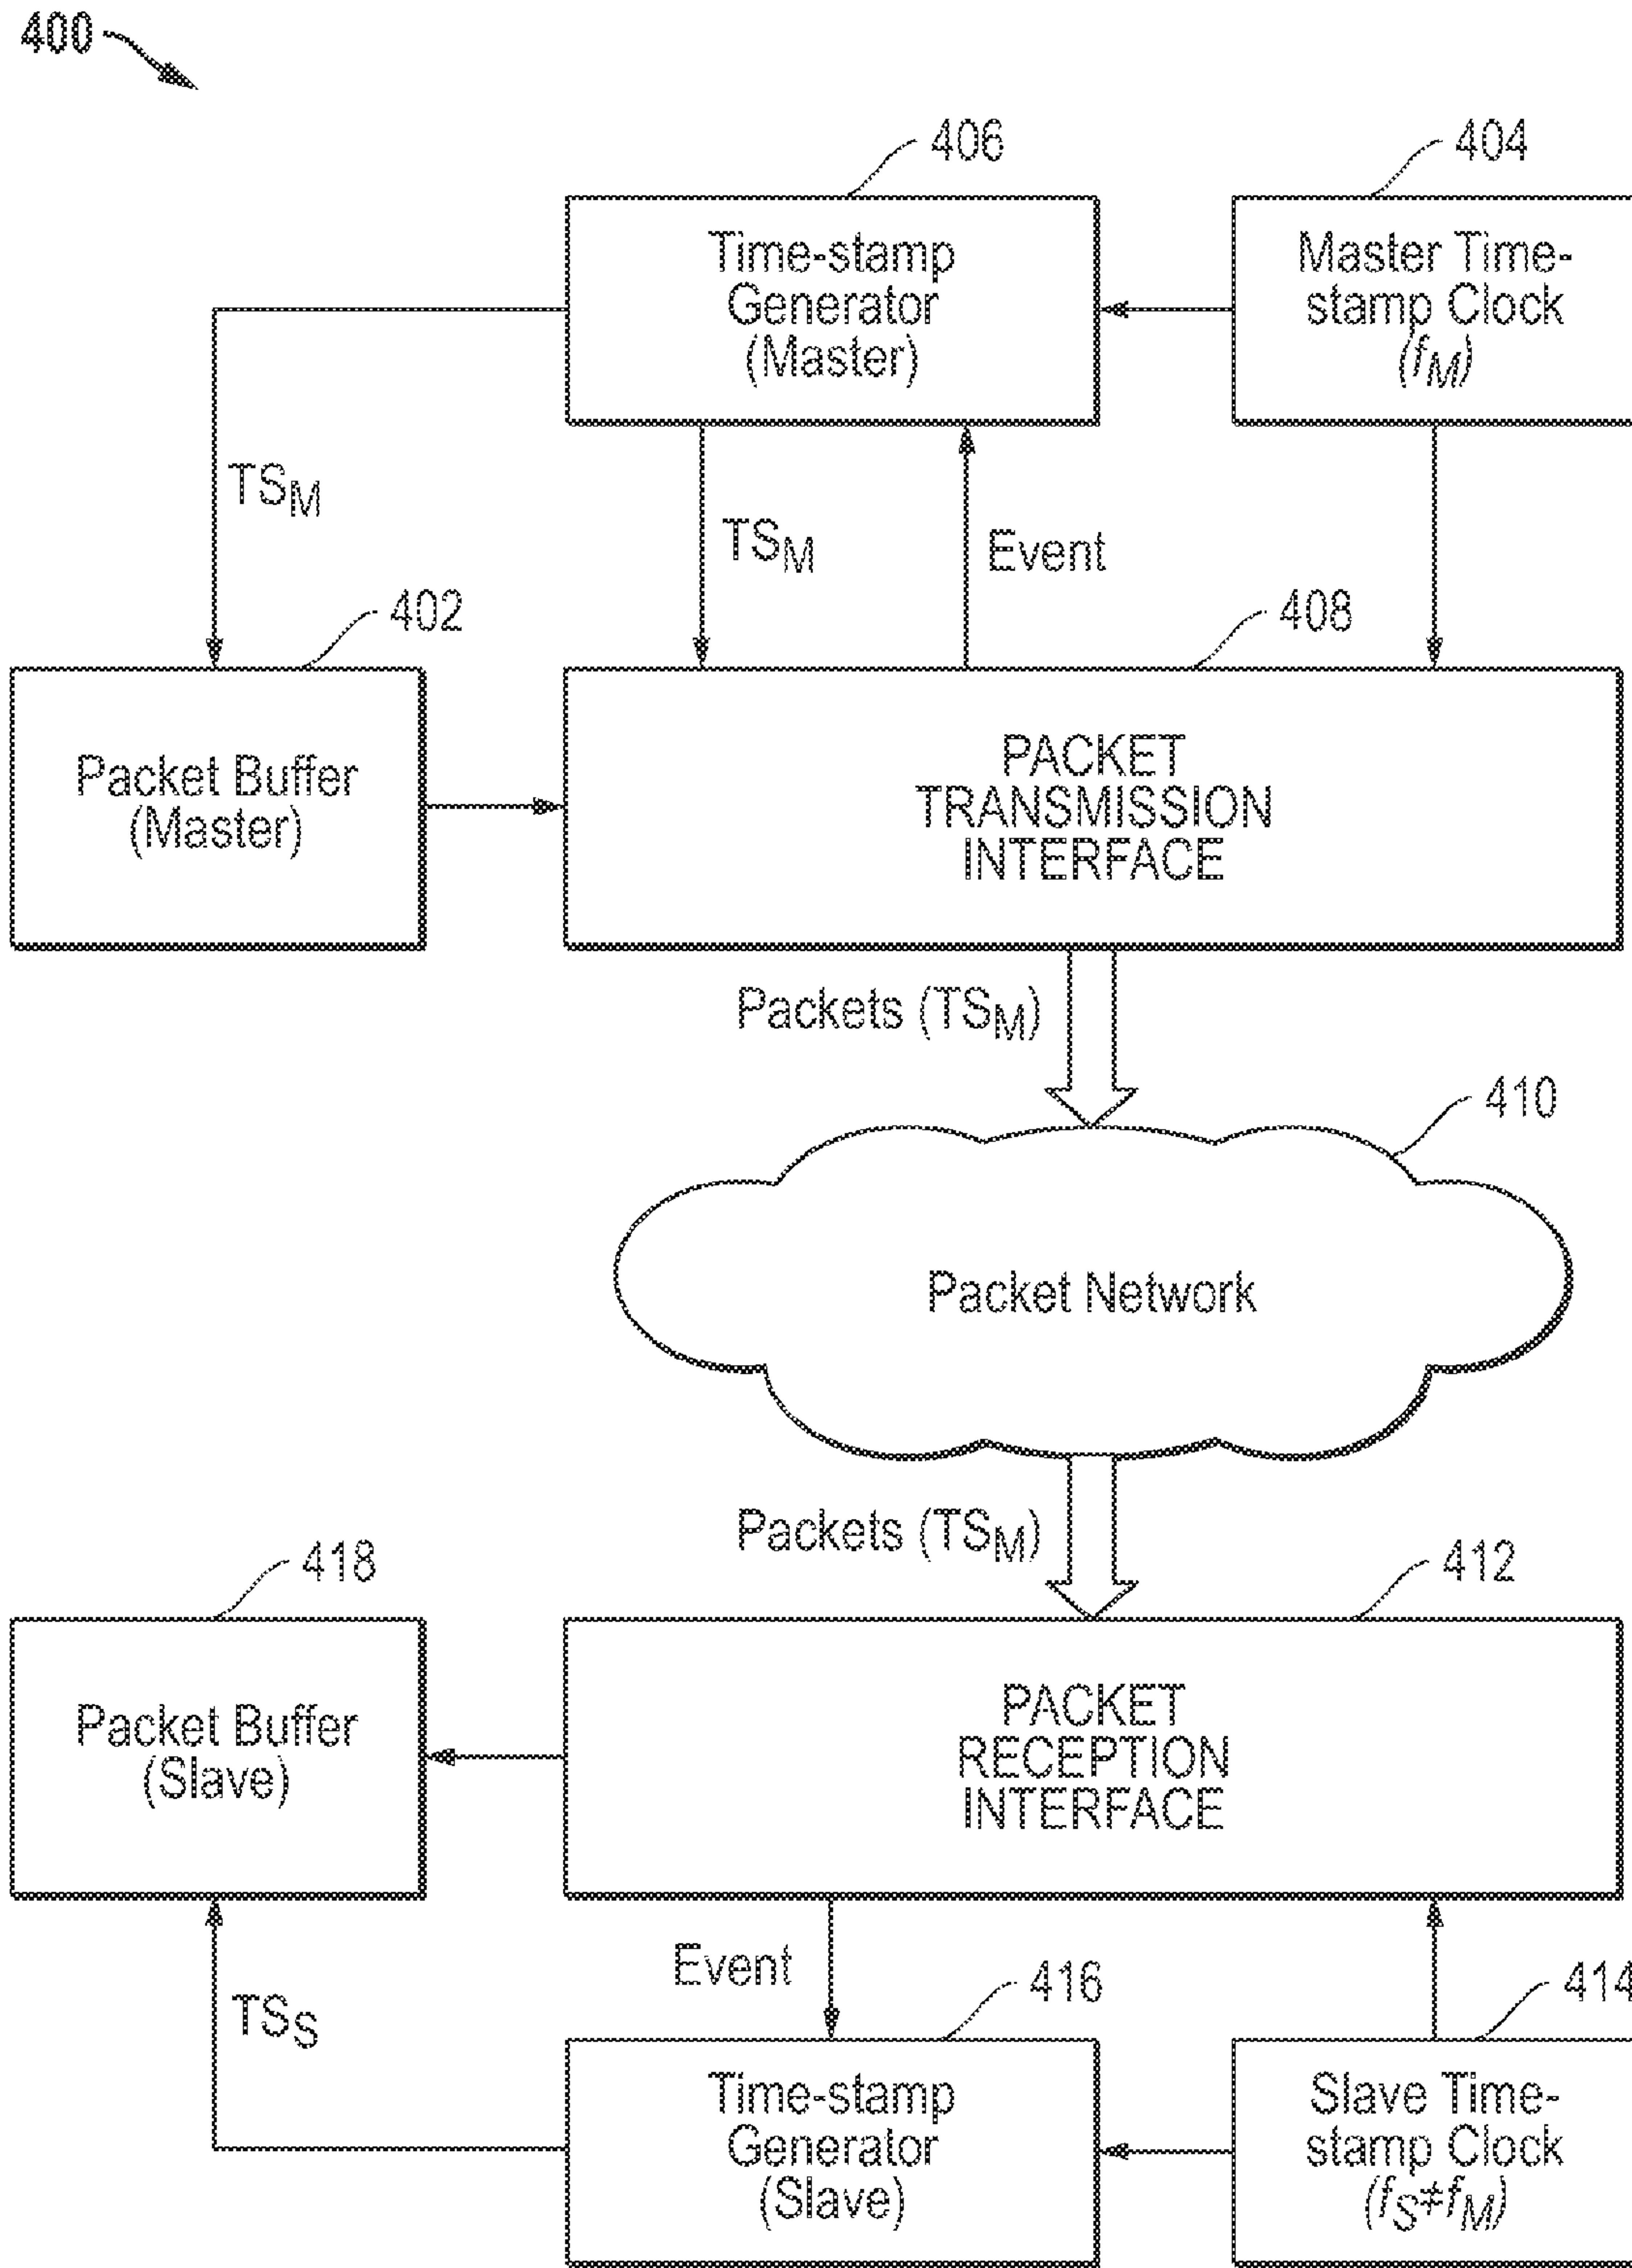 400
406
404
Time-stamp
Generator
(Master)
Master Time-
stamp Clock
(fM)
TSM
TSM
Event
402
408
Packet Buffer
(Master)
PACKET
TRANSMISSION
INTERFACE
Packets (TSM)
410
Packet Network
Packets (TSM)
418
412
Packet Buffer
(Slave)
PACKET
RECEPTION
INTERFACE
Event
TSS
416
414
Time-stamp
Generator
(Slave)
Slave Time-
stamp Clock
(fS≠fM)